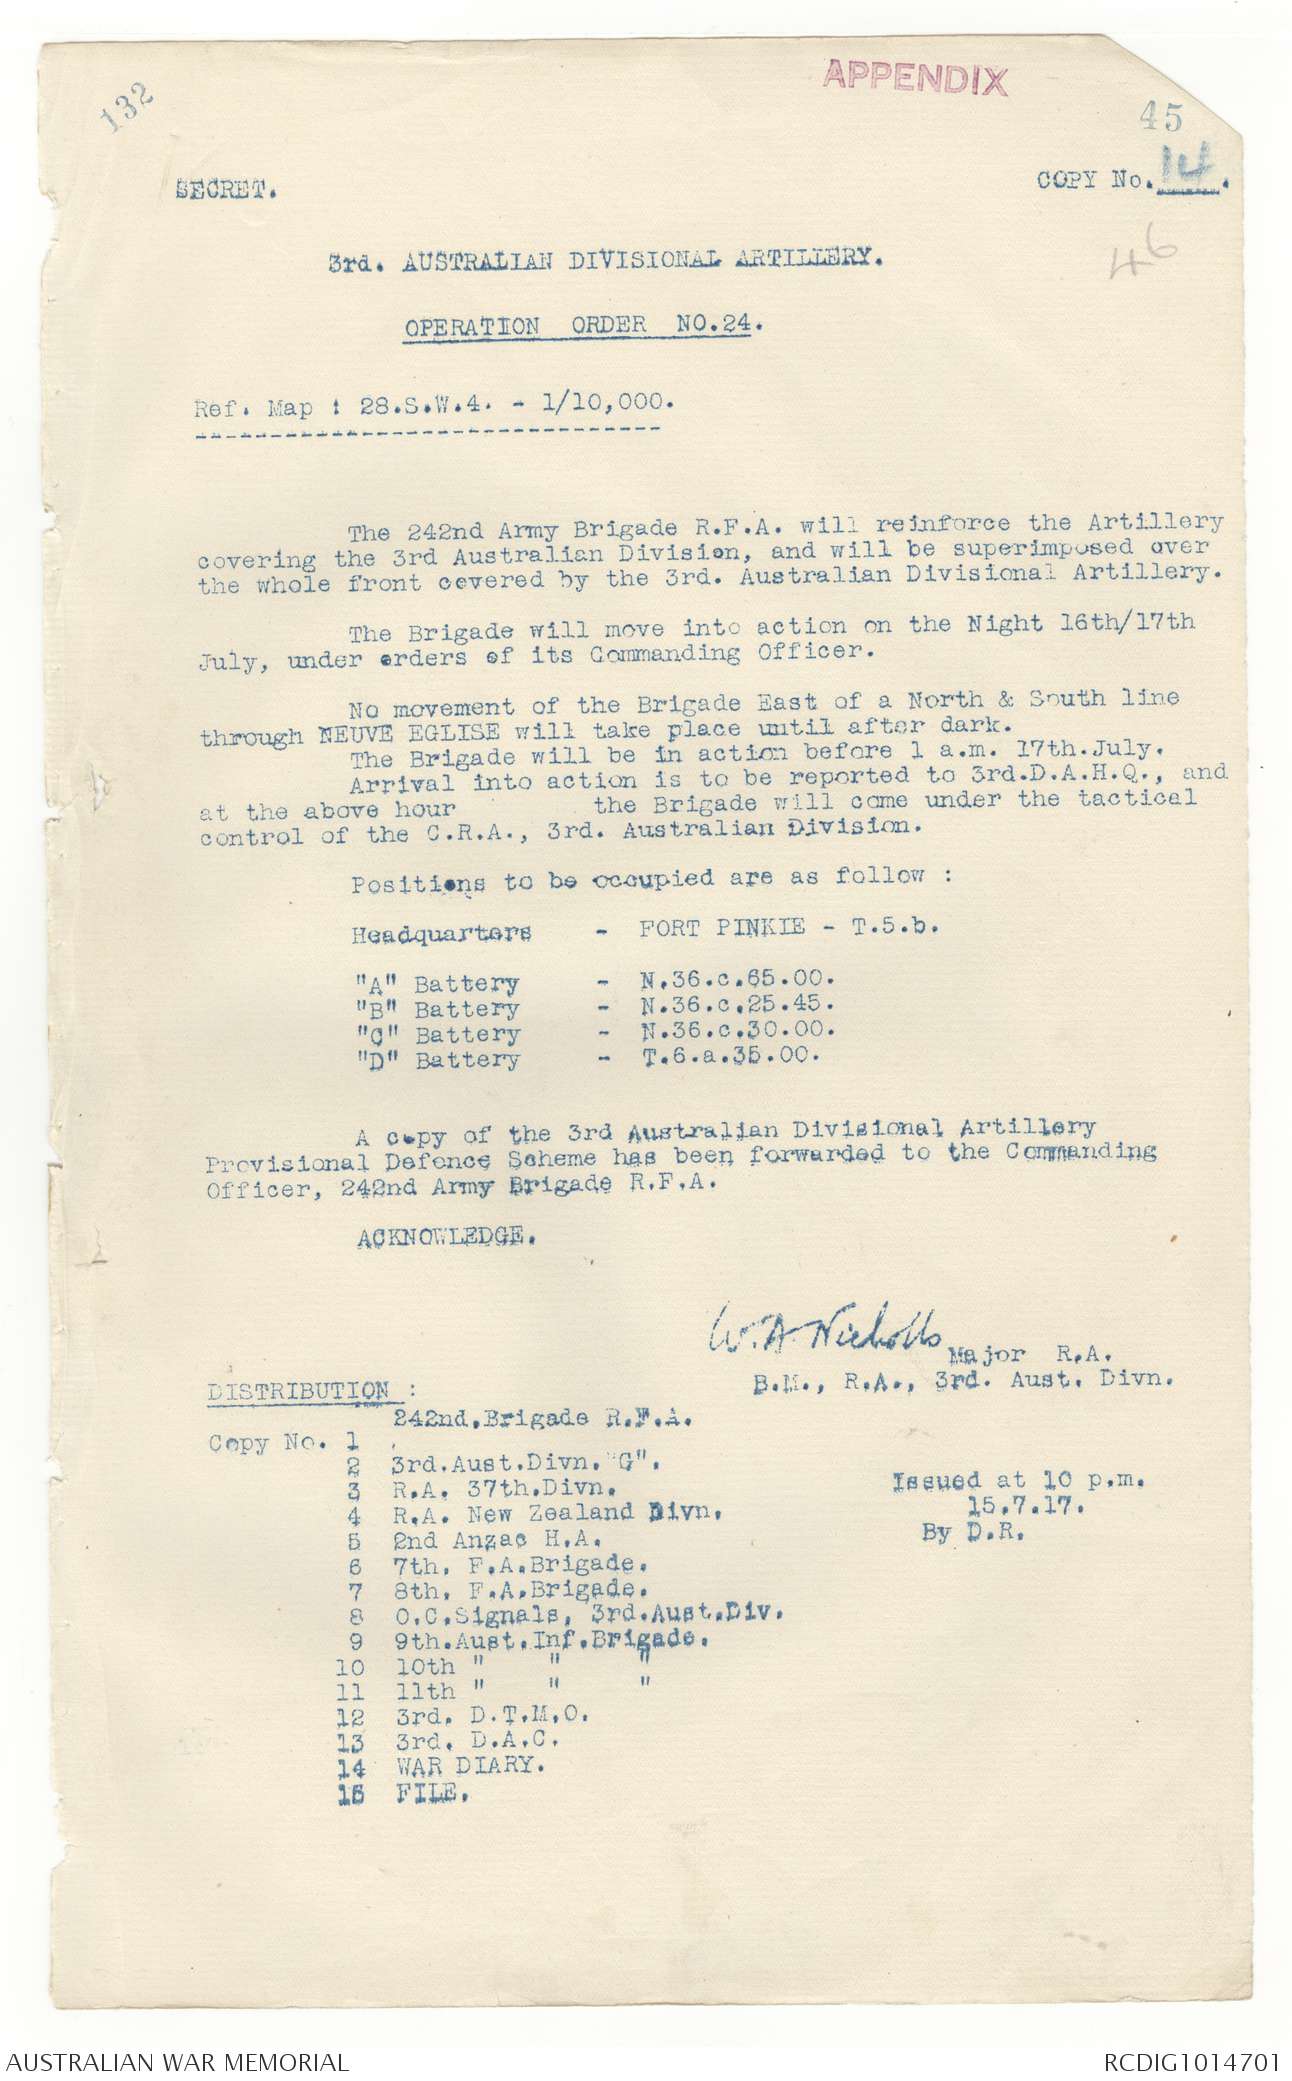 132
APPENDIX
45
SECRET.
COPY No. 14.
46
3rd. AUSTRALIAN DIVISIONAL ARTILLERY.
OPERATION ORDER NO.24.
Ref. Map : 28.S.W.4. - 1/10,000.
-------------------------------
The 242nd Army Brigade R.F.A. will reinforce the Artillery
covering the 3rd Australian Division, and will be superimposed over
the whole front covered by the 3rd. Australian Divisional Artillery.
The Brigade will move into action on the Night 16th/17th
July, under orders of its Commanding Officer.
No movement of the Brigade East of a North & South line
through NEUVE EGLISE will take place until after dark.
The Brigade will be in action before 1 a.m. 17th.July.
Arrival into action is to be reported to 3rd.D.A.H.Q., and
at the above hour the Brigade will come under the tactical
control of the C.R.A., 3rd. Australian Division.
Positions to be occupied are as follow :
Headquarters - FORT PINKIE - T.5.b.
"A" Battery - N.36.c.65.00.
"B" Battery - N.36.c.25.45.
"C" Battery - N.36.c.30.00.
"D" Battery - T.6.a.35.00.
A copy of the 3rd Australian Divisional Artillery
Provisional Defence Scheme has been forwarded to the Commanding
Officer, 242nd Army Brigade R.F.A.
ACKNOWLEDGE.
W.A. Nicholls
Major R.A.
B.M., R.A., 3rd. Aust. Divn.
DISTRIBUTION :
242nd.Brigade R.F.A.
Copy No. 1
2 3rd.Aust.Divn."G".
3 R.A. 37th.Divn.
4 R.A. New Zealand Divn.
5 2nd Anzac H.A.
6 7th. F.A.Brigade.
7 8th. F.A.Brigade.
8 O.C.Signals, 3rd.Aust.Div.
9 9th.Aust.Inf.Brigade.
10 10th " " "
11 11th " " "
12 3rd. D.T.M.O.
13 3rd. D.A.C.
14 WAR DIARY.
15 FILE.
Issued at 10 p.m.
15.7.17.
By D.R.
AUSTRALIAN WAR MEMORIAL
RCDIG1014701